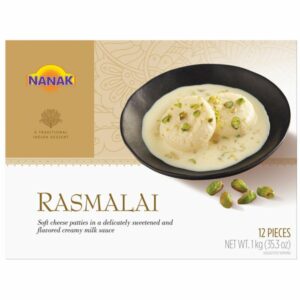 NANAK
A TRADITIONAL
INDIAN DESSERT
RASMALAI
Soft cheese patties in a delicately sweetened and
flavored creamy milk sauce
12 PIECES
NET WT. 1kg (35.3 oz)